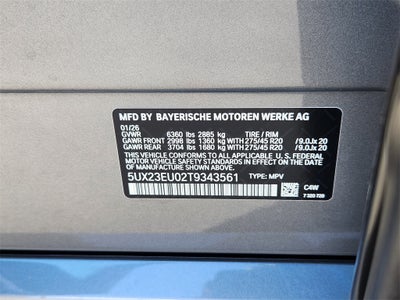 MFD BY BAYERISCHE MOTOREN WERKE AG
01/26
GVWR 6360 lbs 2885 kg TIRE / RIM
GAWR FRONT 2998 lbs 1360 kg WITH 275/45 R20 /9.0Jx 20
GAWR REAR 3704 lbs 1680 kg WITH 275/45 R20 /9.0Jx 20
THIS VEHICLE CONFORMS TO ALL APPLICABLE U.S. FEDERAL
MOTOR VEHICLE SAFETY AND THEFT PREVENTION STANDARDS
IN EFFECT ON THE DATE OF MANUFACTURE SHOWN ABOVE.
5UX23EU02T9343561 TYPE: MPV
C4W